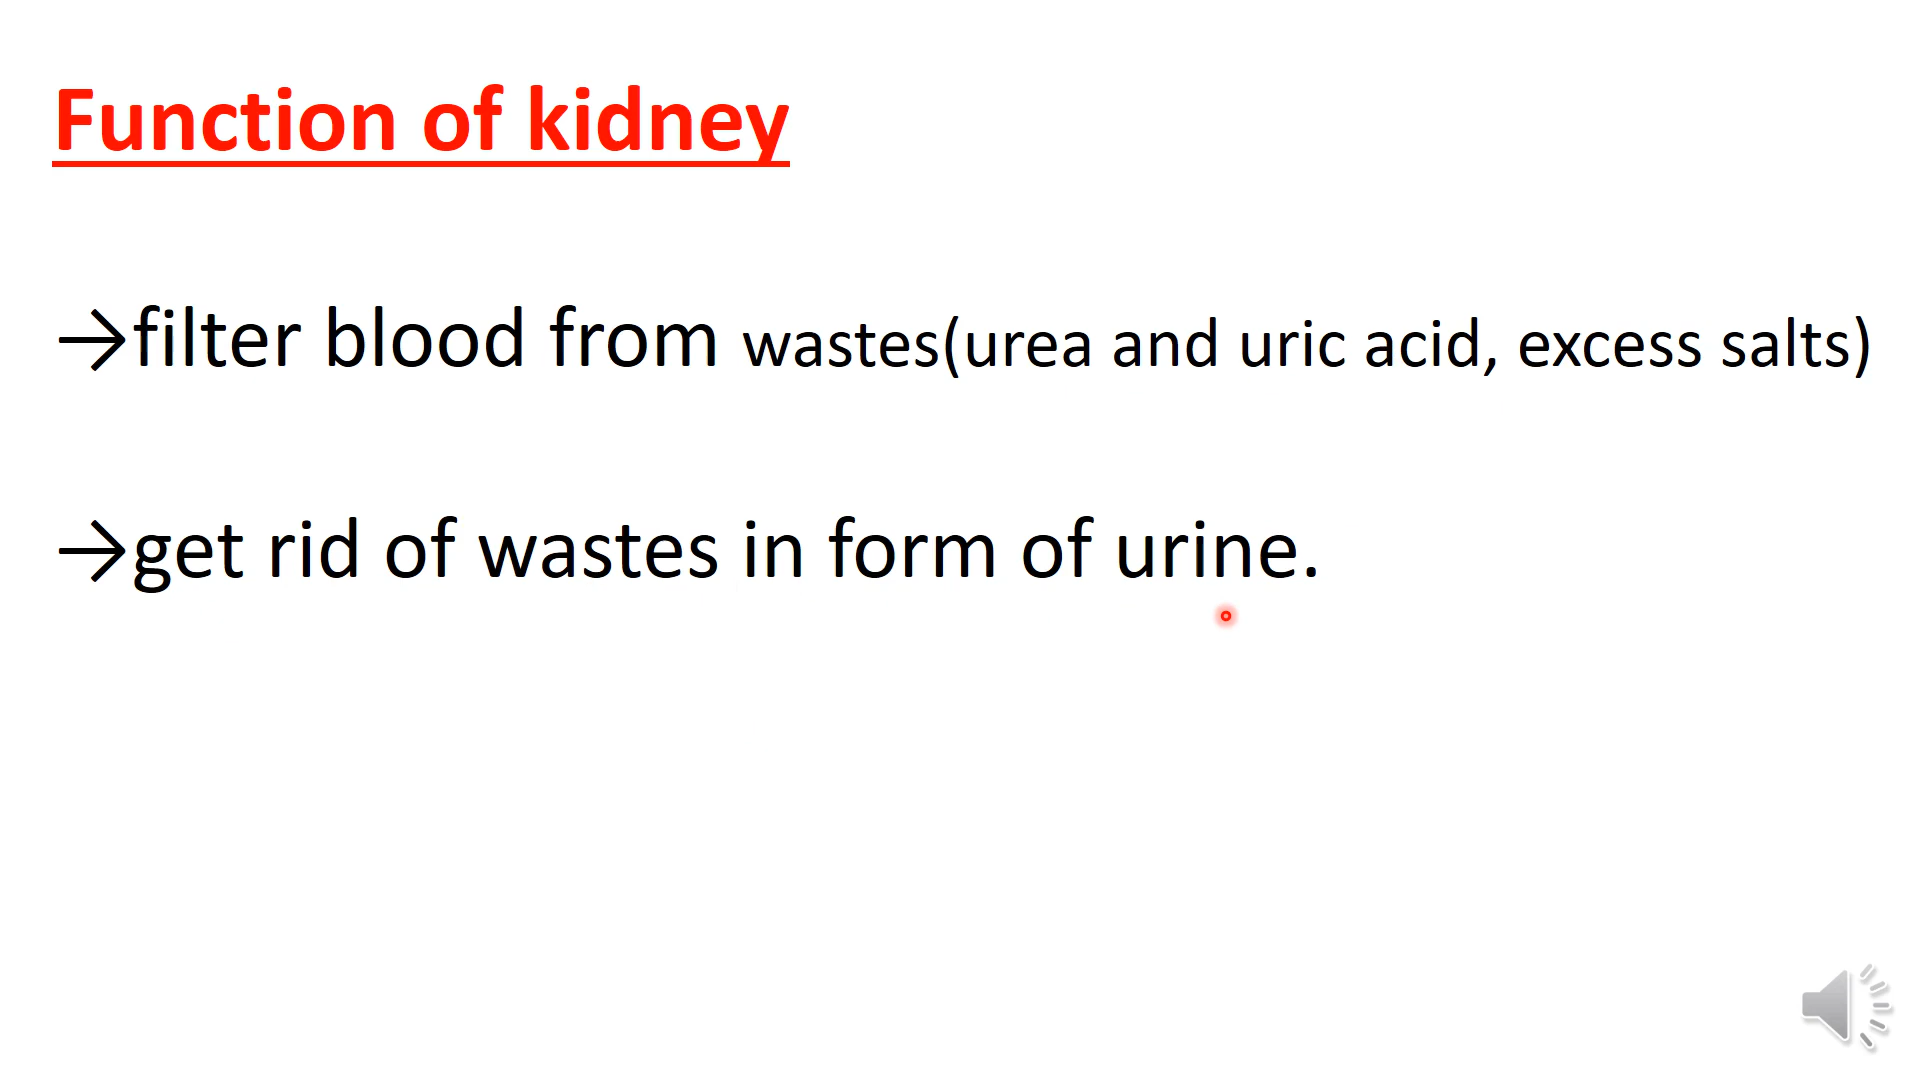 Function of kidney
→filter blood from wastes(urea and uric acid, excess salts)
→get rid of wastes in form of urine.